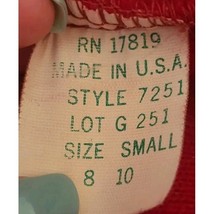 RN 17819
MADE IN U.S.A.
STYLE 7251
LOT G 251
SIZE SMALL
8 10